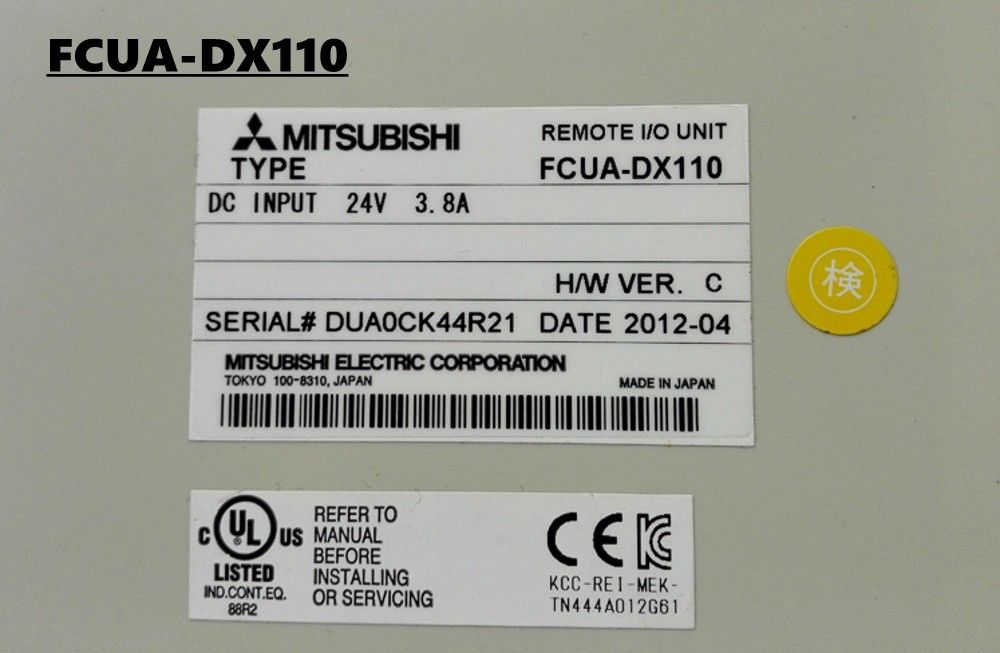 FCUA-DX110
MITSUBISHI REMOTE I/O UNIT
TYPE FCUA-DX110
DC INPUT 24V 3.8A
H/W VER. C
検
SERIAL# DUA0CK44R21 DATE 2012-04
MITSUBISHI ELECTRIC CORPORATION
TOKYO 100-8310, JAPAN MADE IN JAPAN
C UL US
LISTED
IND.CONT.EQ.
88R2
REFER TO
MANUAL
BEFORE
INSTALLING
OR SERVICING
CE KC
KCC-REI-MEK-
TN444A012G61